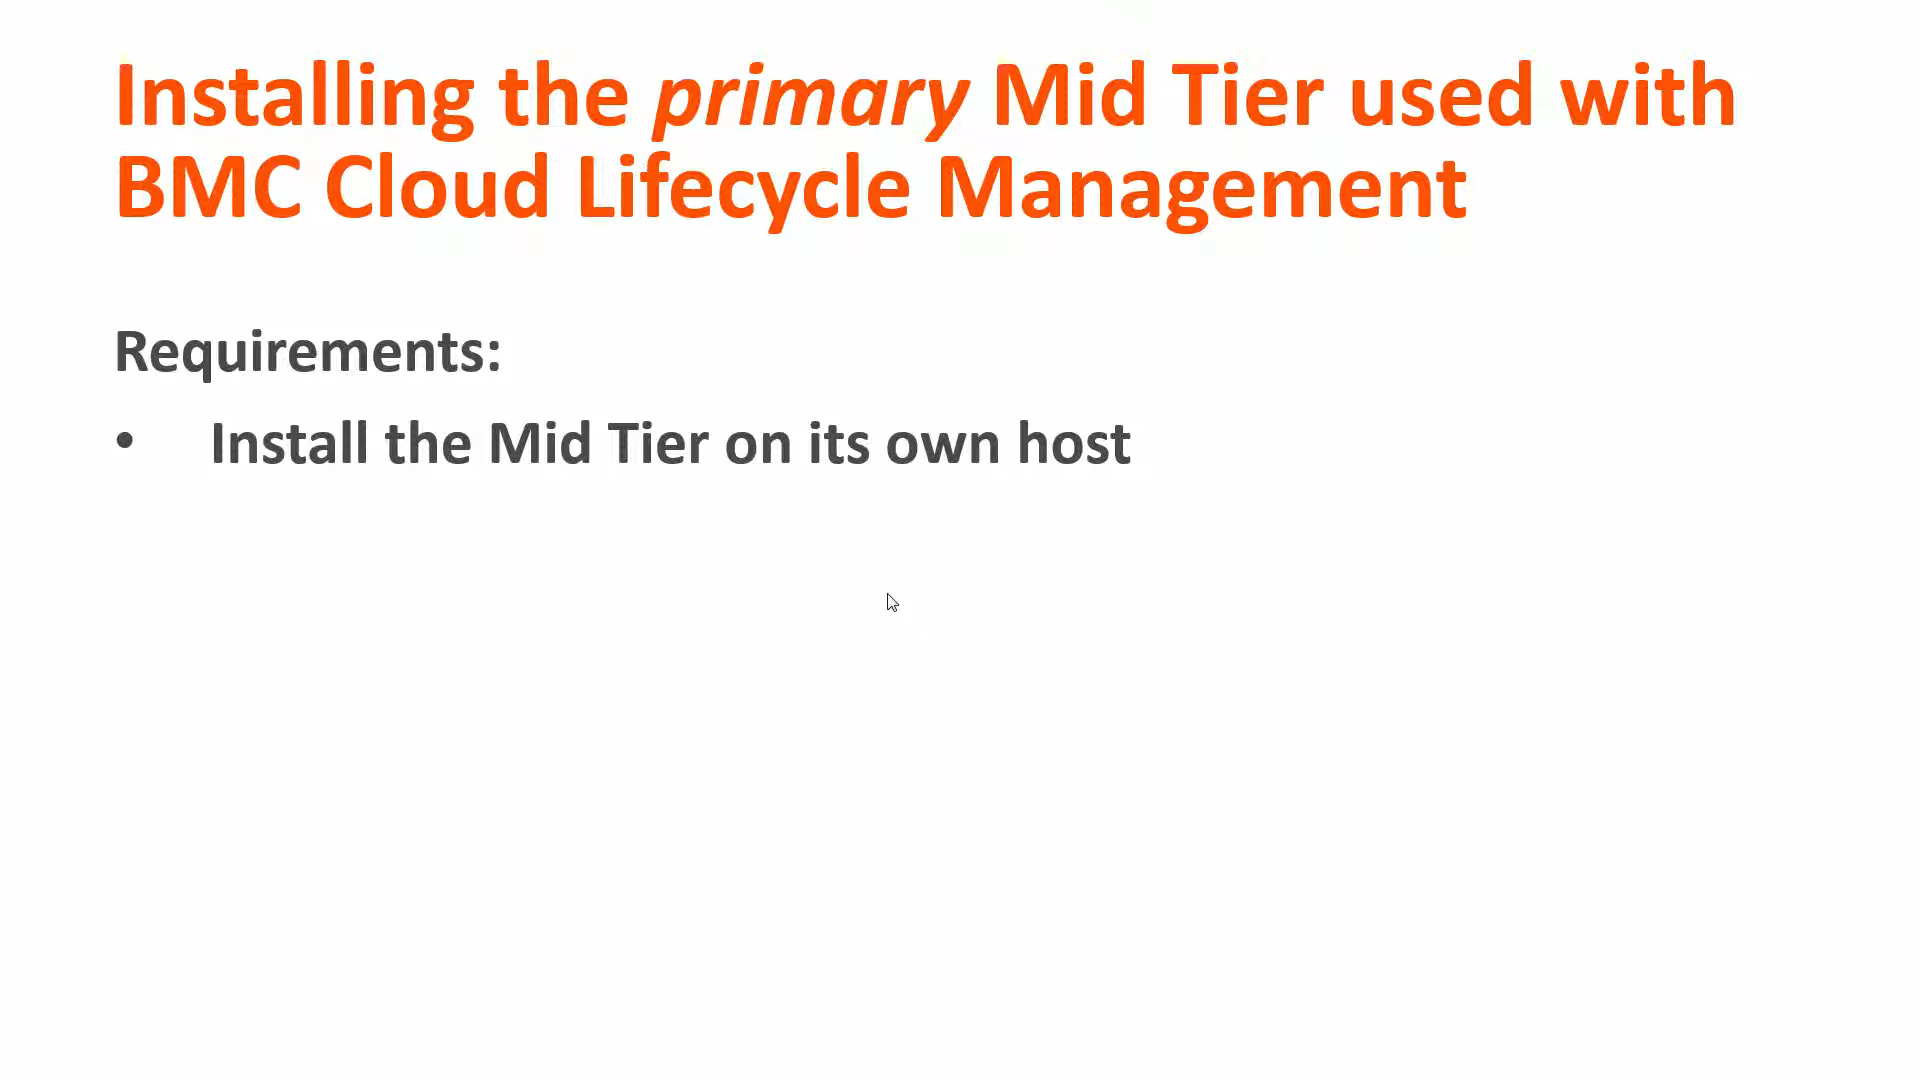 Installing the primary Mid Tier used with
BMC Cloud Lifecycle Management
Requirements:
• Install the Mid Tier on its own host